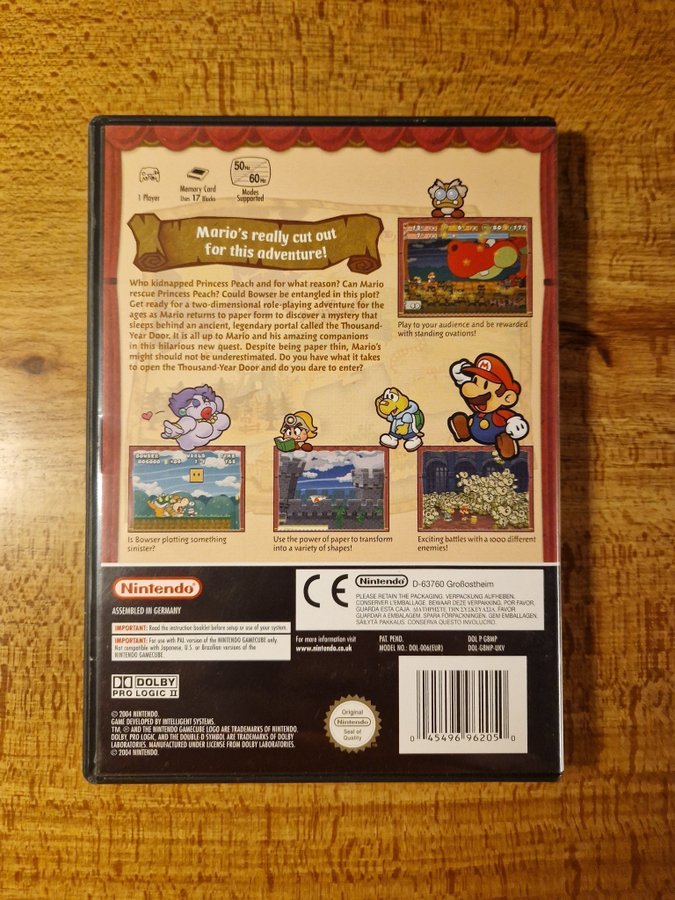 50Hz
60Hz
1 Player
Memory Card
Uses 17 Blocks
Modes
Supported
Mario's really cut out
for this adventure!
Who kidnapped Princess Peach and for what reason? Can Mario
rescue Princess Peach? Could Bowser be entangled in this plot?
Get ready for a two-dimensional role-playing adventure for the
ages as Mario returns to paper form to discover a mystery that
sleeps behind an ancient, legendary portal called the Thousand-
Year Door. It is all up to Mario and his amazing companions
in this hilarious new quest. Despite being paper thin, Mario's
might should not be underestimated. Do you have what it takes
to open the Thousand-Year Door and do you dare to enter?
Play to your audience and be rewarded
with standing ovations!
M
BOWSER
WORLD
TIME
Is Bowser plotting something
sinister?
Use the power of paper to transform
into a variety of shapes!
Exciting battles with a 1000 different
enemies!
Nintendo®
ASSEMBLED IN GERMANY
IMPORTANT: Read the instruction booklet before setup or use of your system.
IMPORTANT: For use with PAL version of the NINTENDO GAMECUBE only.
Not compatible with Japanese, U.S. or Brazilian versions of the
NINTENDO GAMECUBE.
CE
Nintendo® D-63760 Großostheim
PLEASE RETAIN THE PACKAGING. VERPACKUNG AUFHEBEN.
CONSERVER L'EMBALLAGE. BEWAAR DEZE VERPAKKING. POR FAVOR,
GUARDA ESTA CAJA. ΔΙΑΤΗΡΗΣΤΕ ΤΗΝ ΣΥΣΚΕΥΑΣΙΑ. FAVOR
GUARDAR A EMBALAGEM. SPARA FÖRPACKNINGEN. GEM EMBALLAGEN.
SÄILYTÄ PAKKAUS. CONSERVA QUESTO INVOLUCRO.
For more information visit
www.nintendo.co.uk
PAT. PEND.
MODEL NO.: DOL-006(EUR)
DOL P G8MP
DOL-G8MP-UKV
DOLBY
PRO LOGIC II
© 2004 NINTENDO.
GAME DEVELOPED BY INTELLIGENT SYSTEMS.
TM, ® AND THE NINTENDO GAMECUBE LOGO ARE TRADEMARKS OF NINTENDO.
DOLBY, PRO LOGIC, AND THE DOUBLE-D SYMBOL ARE TRADEMARKS OF DOLBY
LABORATORIES. MANUFACTURED UNDER LICENSE FROM DOLBY LABORATORIES.
© 2004 NINTENDO.
Original
Nintendo®
Seal of
Quality
0 45496 96205 0